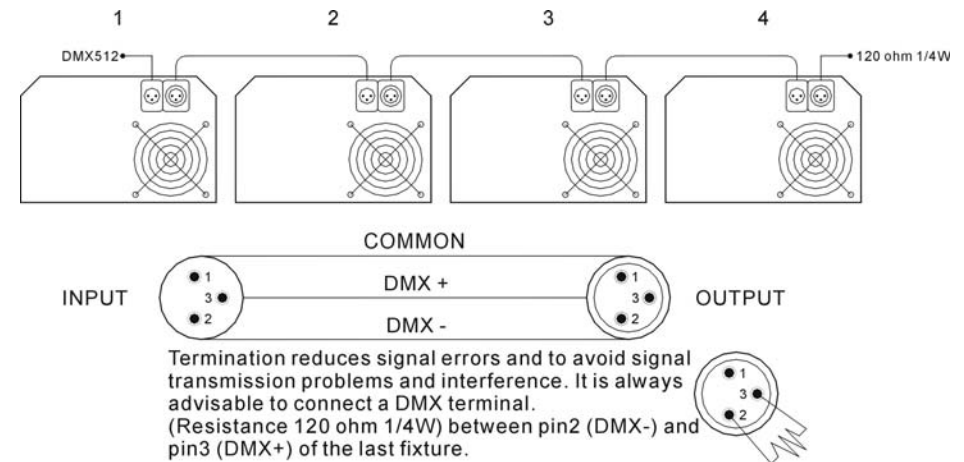 1 2 3 4
DMX512 120 ohm 1/4W
COMMON
1 1
INPUT 3 DMX + 3 OUTPUT
2 2
DMX -
Termination reduces signal errors and to avoid signal
transmission problems and interference. It is always
advisable to connect a DMX terminal.
(Resistance 120 ohm 1/4W) between pin2 (DMX-) and
pin3 (DMX+) of the last fixture.
1
3
2